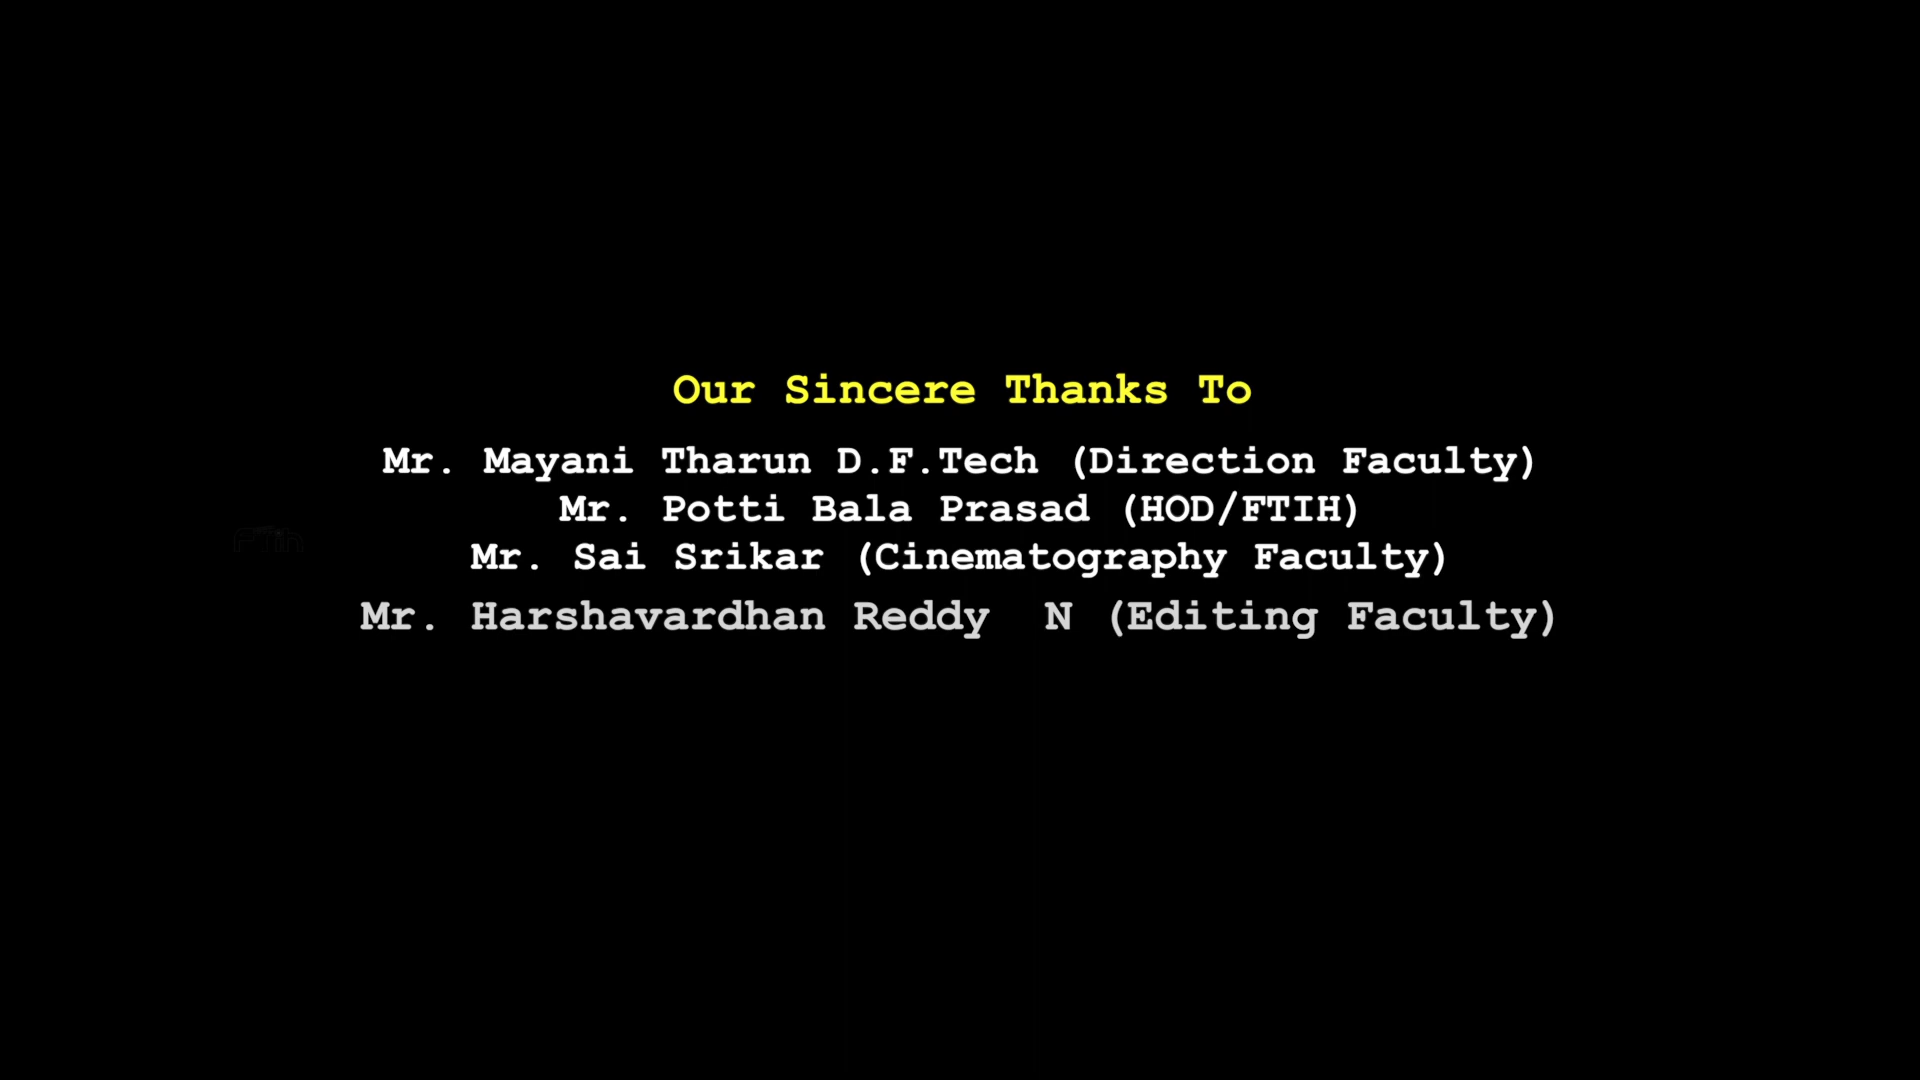 Our Sincere Thanks To
Mr. Mayani Tharun D.F.Tech (Direction Faculty)
Mr. Potti Bala Prasad (HOD/FTIH)
Mr. Sai Srikar (Cinematography Faculty)
Mr. Harshavardhan Reddy  N (Editing Faculty)